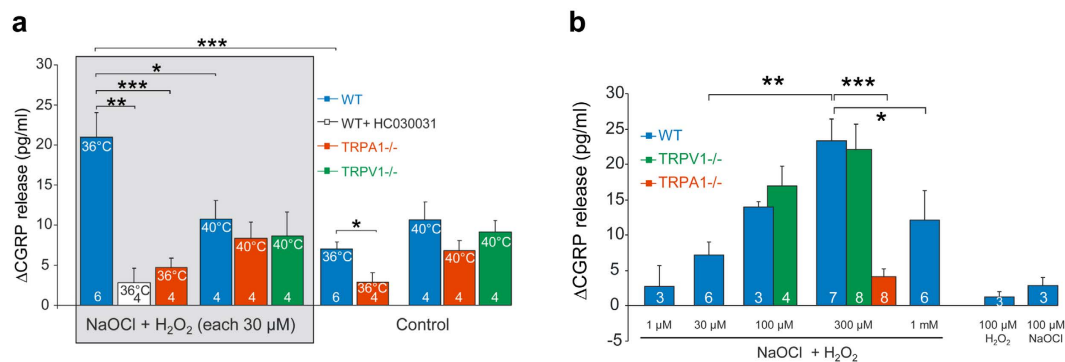 a
***
*
***
**
ΔCGRP release (pg/ml)
30
25
20
15
10
5
0
36°C
6
36°C
4
36°C
4
40°C
4
40°C
4
40°C
4
WT
WT+ HC030031
TRPA1-/-
TRPV1-/-
*
36°C
6
36°C
4
40°C
4
40°C
4
40°C
4
NaOCl + H₂O₂ (each 30 µM)
Control
b
**
***
*
ΔCGRP release (pg/ml)
30
25
20
15
10
5
0
-5
WT
TRPV1-/-
TRPA1-/-
3
6
3
4
7
8
8
6
3
3
1 µM
30 µM
100 µM
300 µM
1 mM
100 µM
H₂O₂
100 µM
NaOCl
NaOCl + H₂O₂